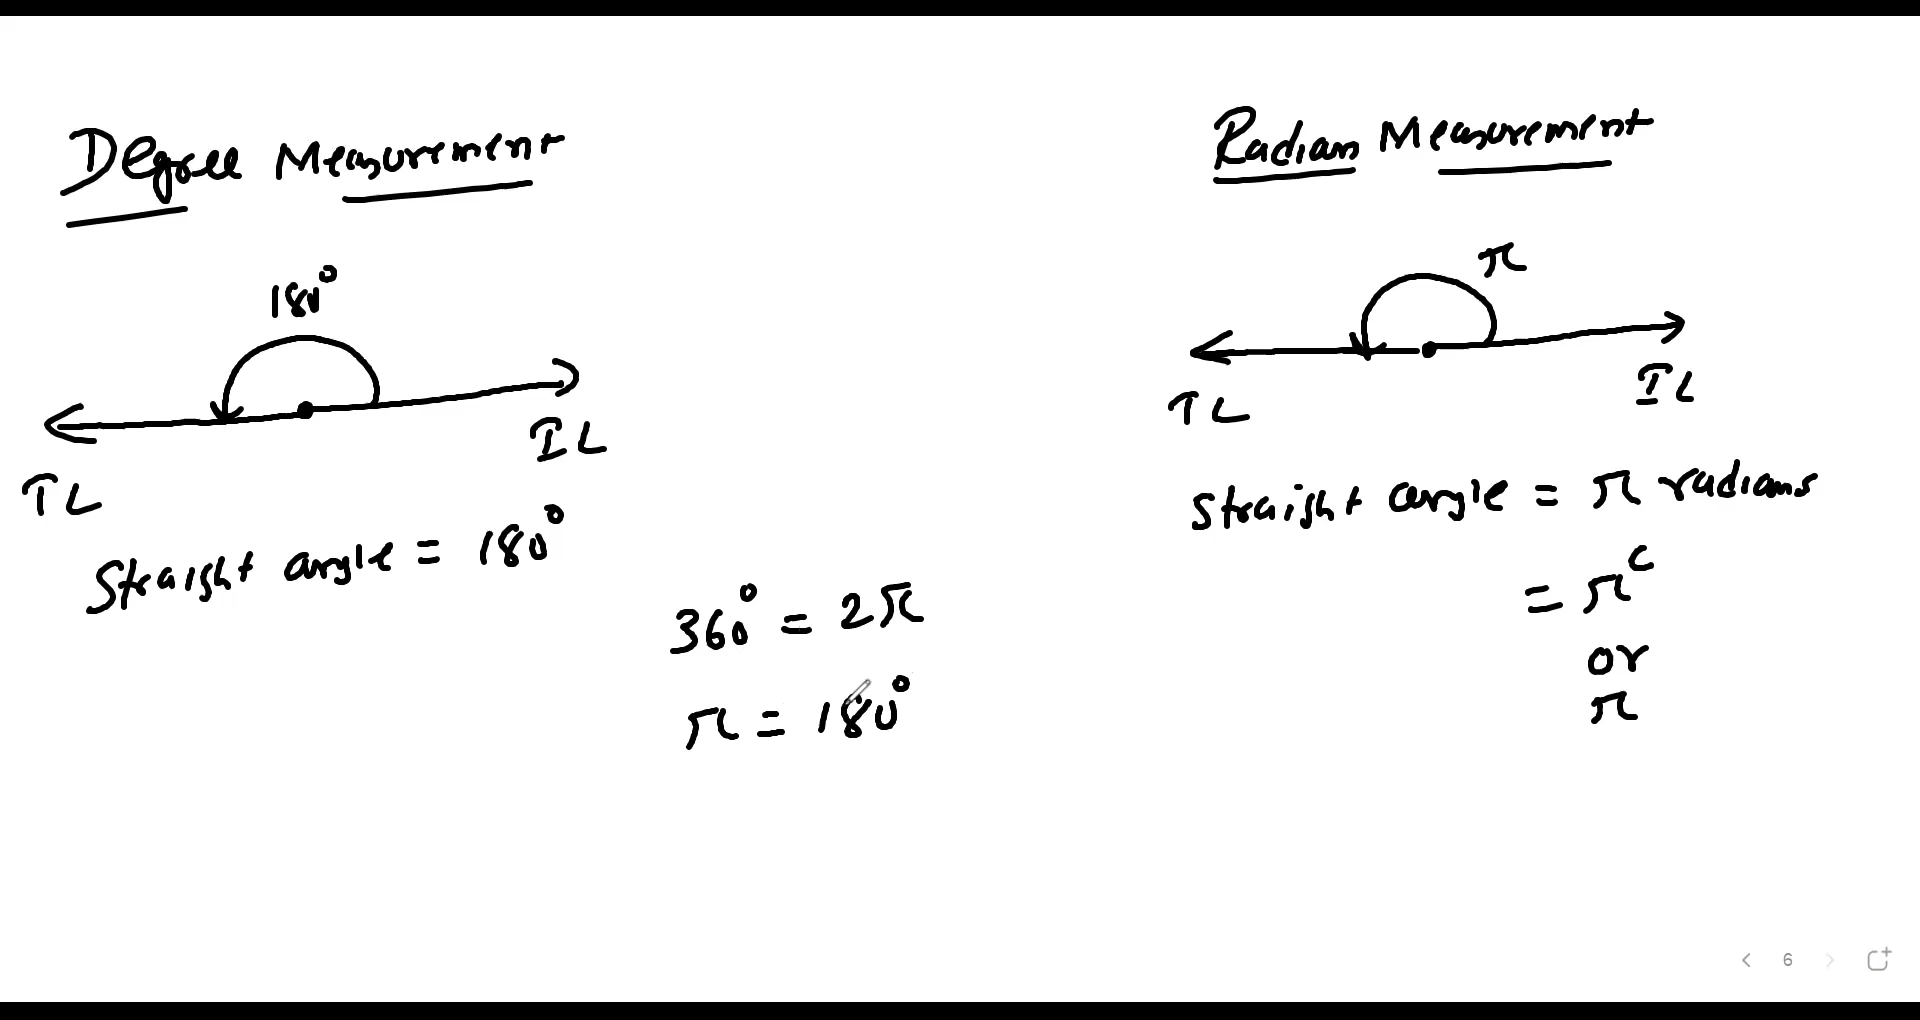 Degree Measurement
180°
TL
IL
Straight angle = 180°
360° = 2π
π = 180°
Radian Measurement
π
TL
IL
Straight angle = π radians
= πᶜ
or
π
6